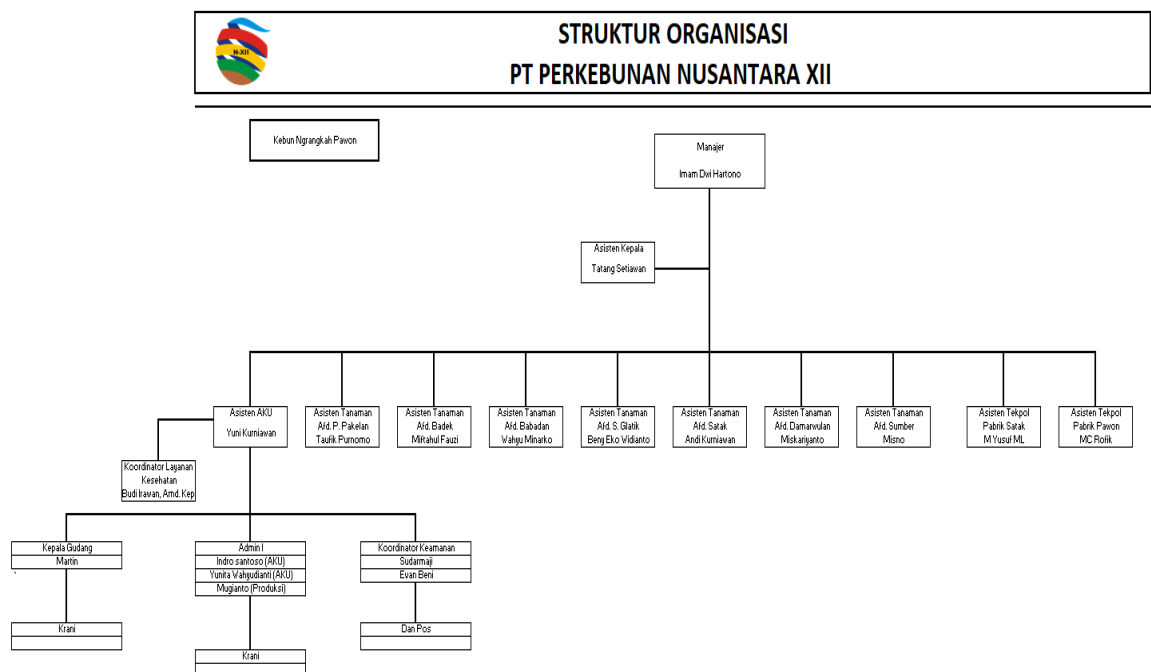 STRUKTUR ORGANISASI
PT PERKEBUNAN NUSANTARA XII
N-XII
Kebun Ngrangkah Pawon
Manajer
Imam Dwi Hartono
Asisten Kepala
Tatang Setiawan
Asisten AKU
Yuni Kurniawan
Asisten Tanaman
Afd. P. Pakelan
Taufik Purnomo
Asisten Tanaman
Afd. Badek
Miftahul Fauzi
Asisten Tanaman
Afd. Babadan
Wahyu Minarko
Asisten Tanaman
Afd. S. Glatik
Beny Eko Widianto
Asisten Tanaman
Afd. Satak
Andi Kurniawan
Asisten Tanaman
Afd. Damarwulan
Miskariyanto
Asisten Tanaman
Afd. Sumber
Misno
Asisten Tekpol
Pabrik Satak
M Yusuf ML
Asisten Tekpol
Pabrik Pawon
MC Rofik
Koordinator Layanan
Kesehatan
Budi Irawan, Amd. Kep
Kepala Gudang
Martin
Krani
Admin I
Indro santoso (AKU)
Yunita Wahyudianti (AKU)
Mugianto (Produksi)
Krani
Koordinator Keamanan
Sudarmaji
Evan Beni
Dan Pos